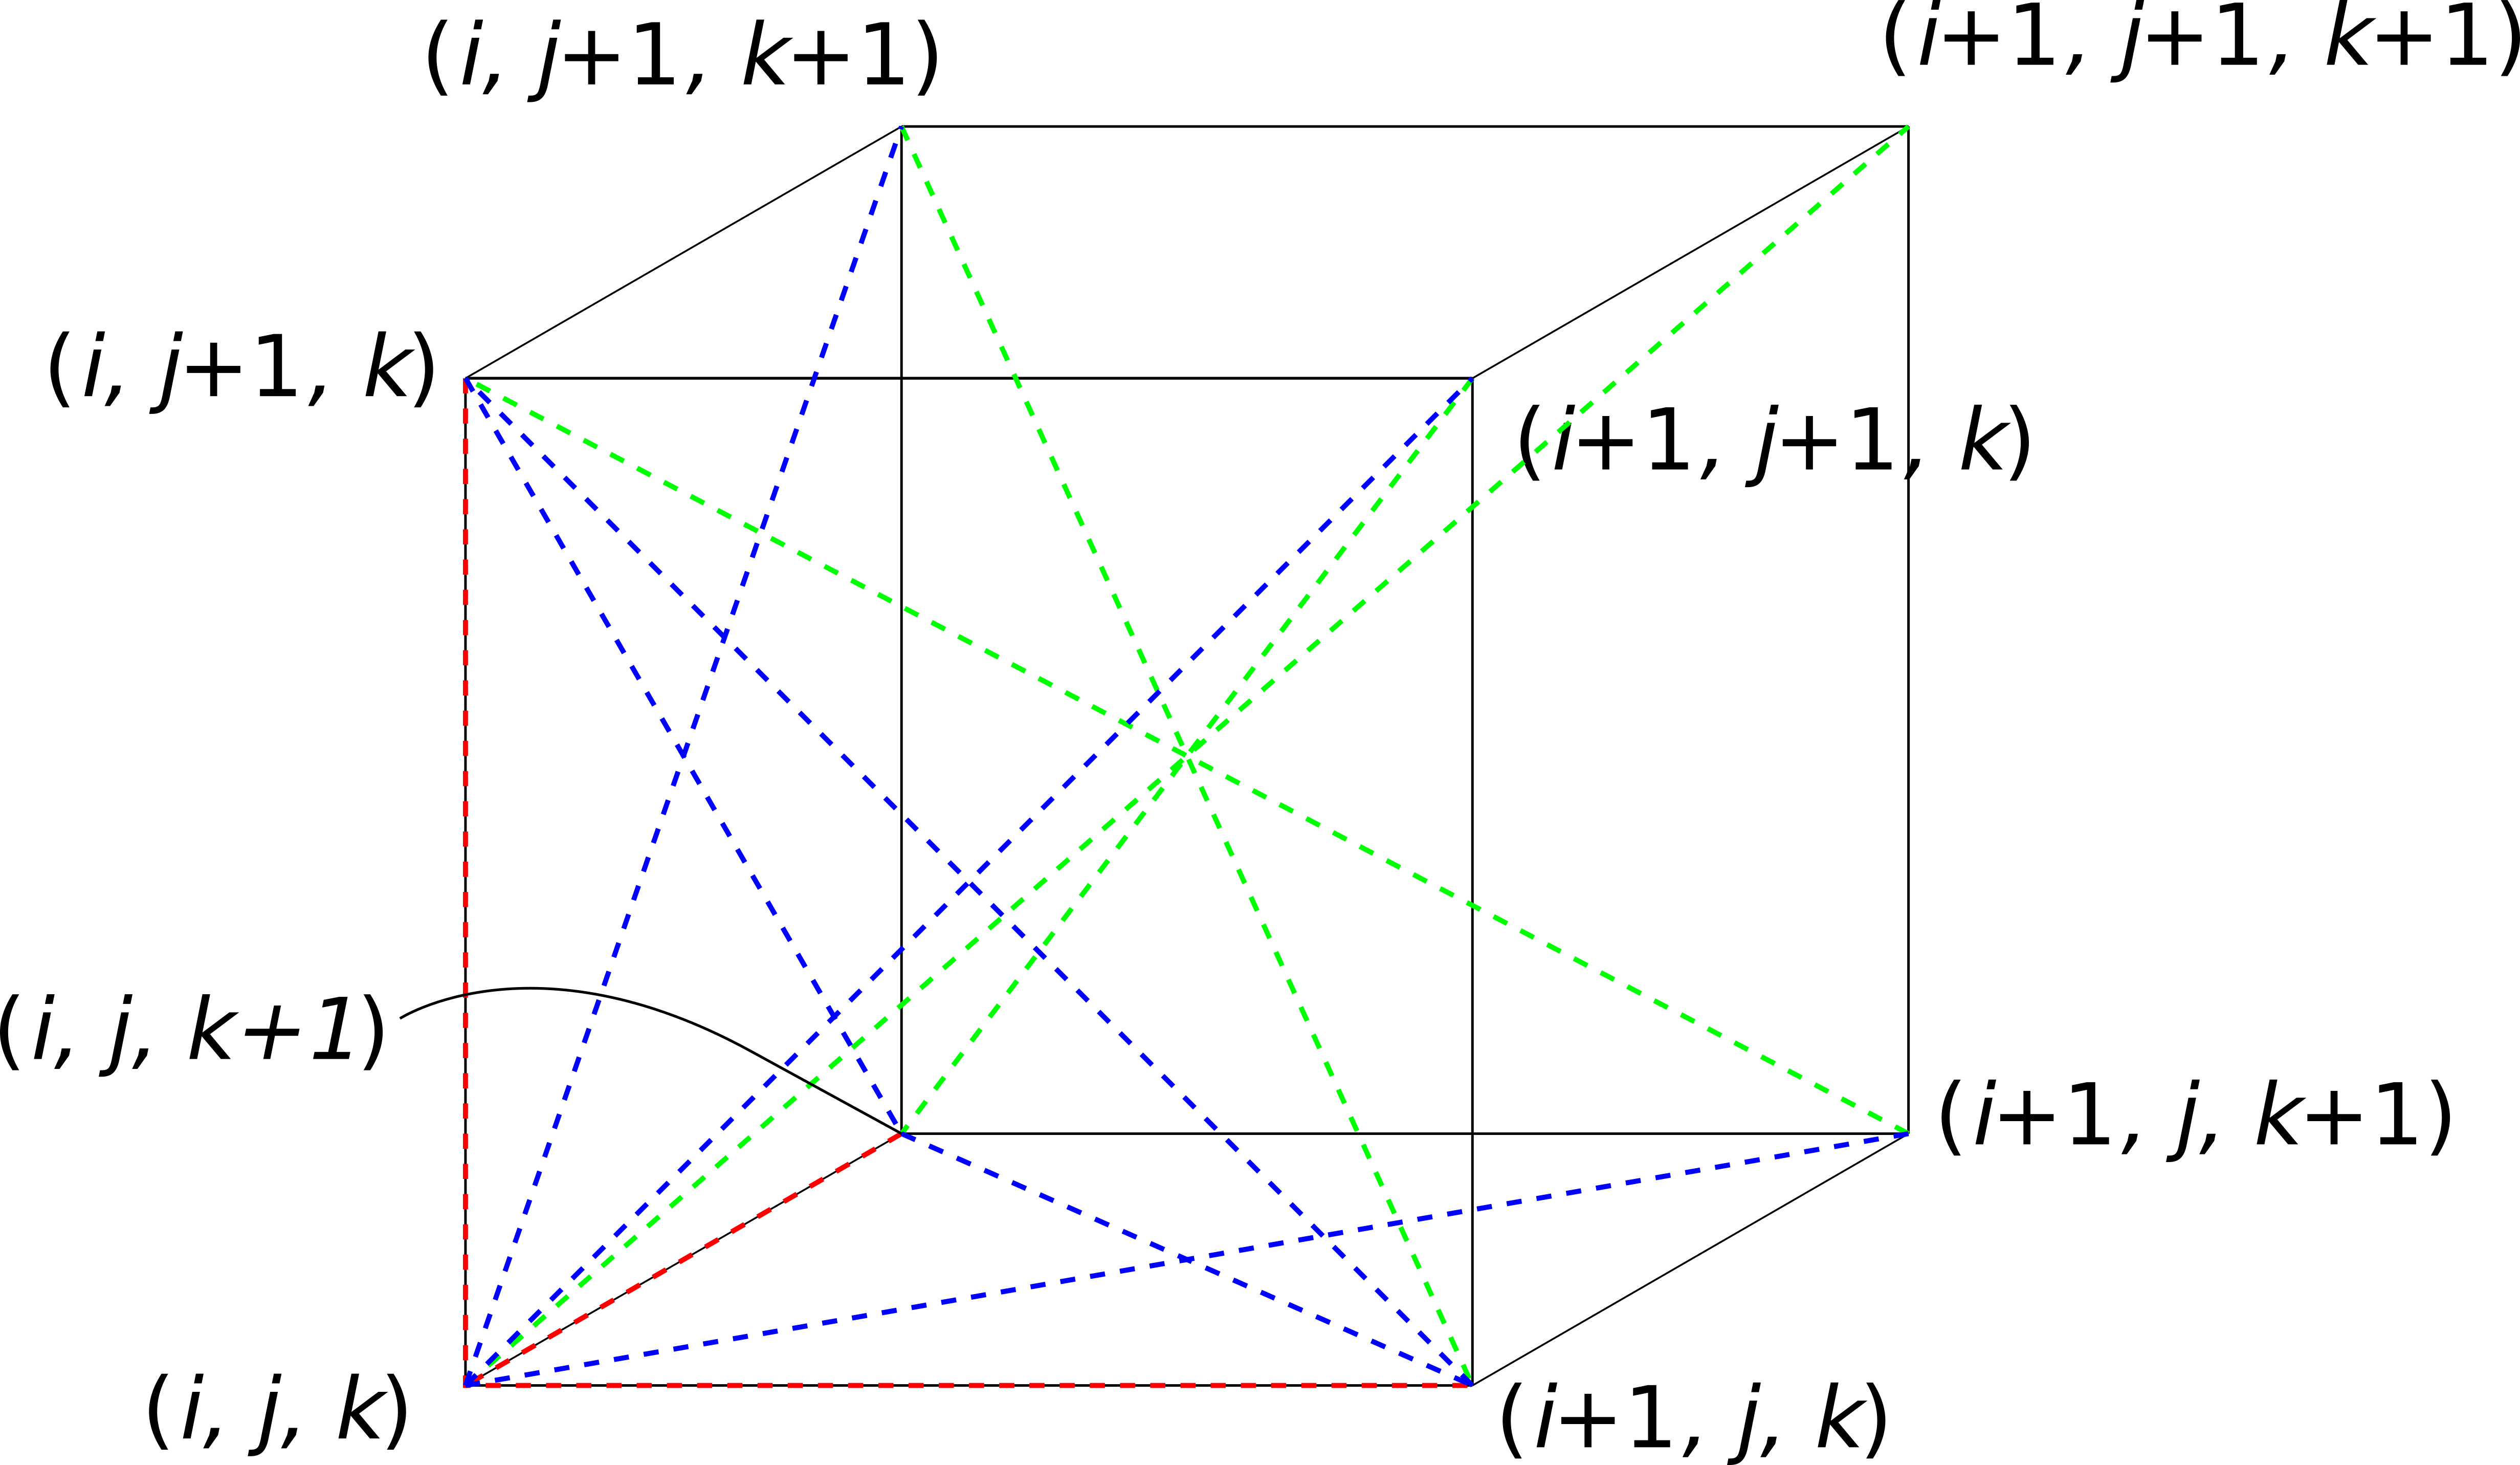 (i, j+1, k+1)
(i+1, j+1, k+1)
(i, j+1, k)
(i+1, j+1, k)
(i, j, k+1)
(i+1, j, k+1)
(i, j, k)
(i+1, j, k)